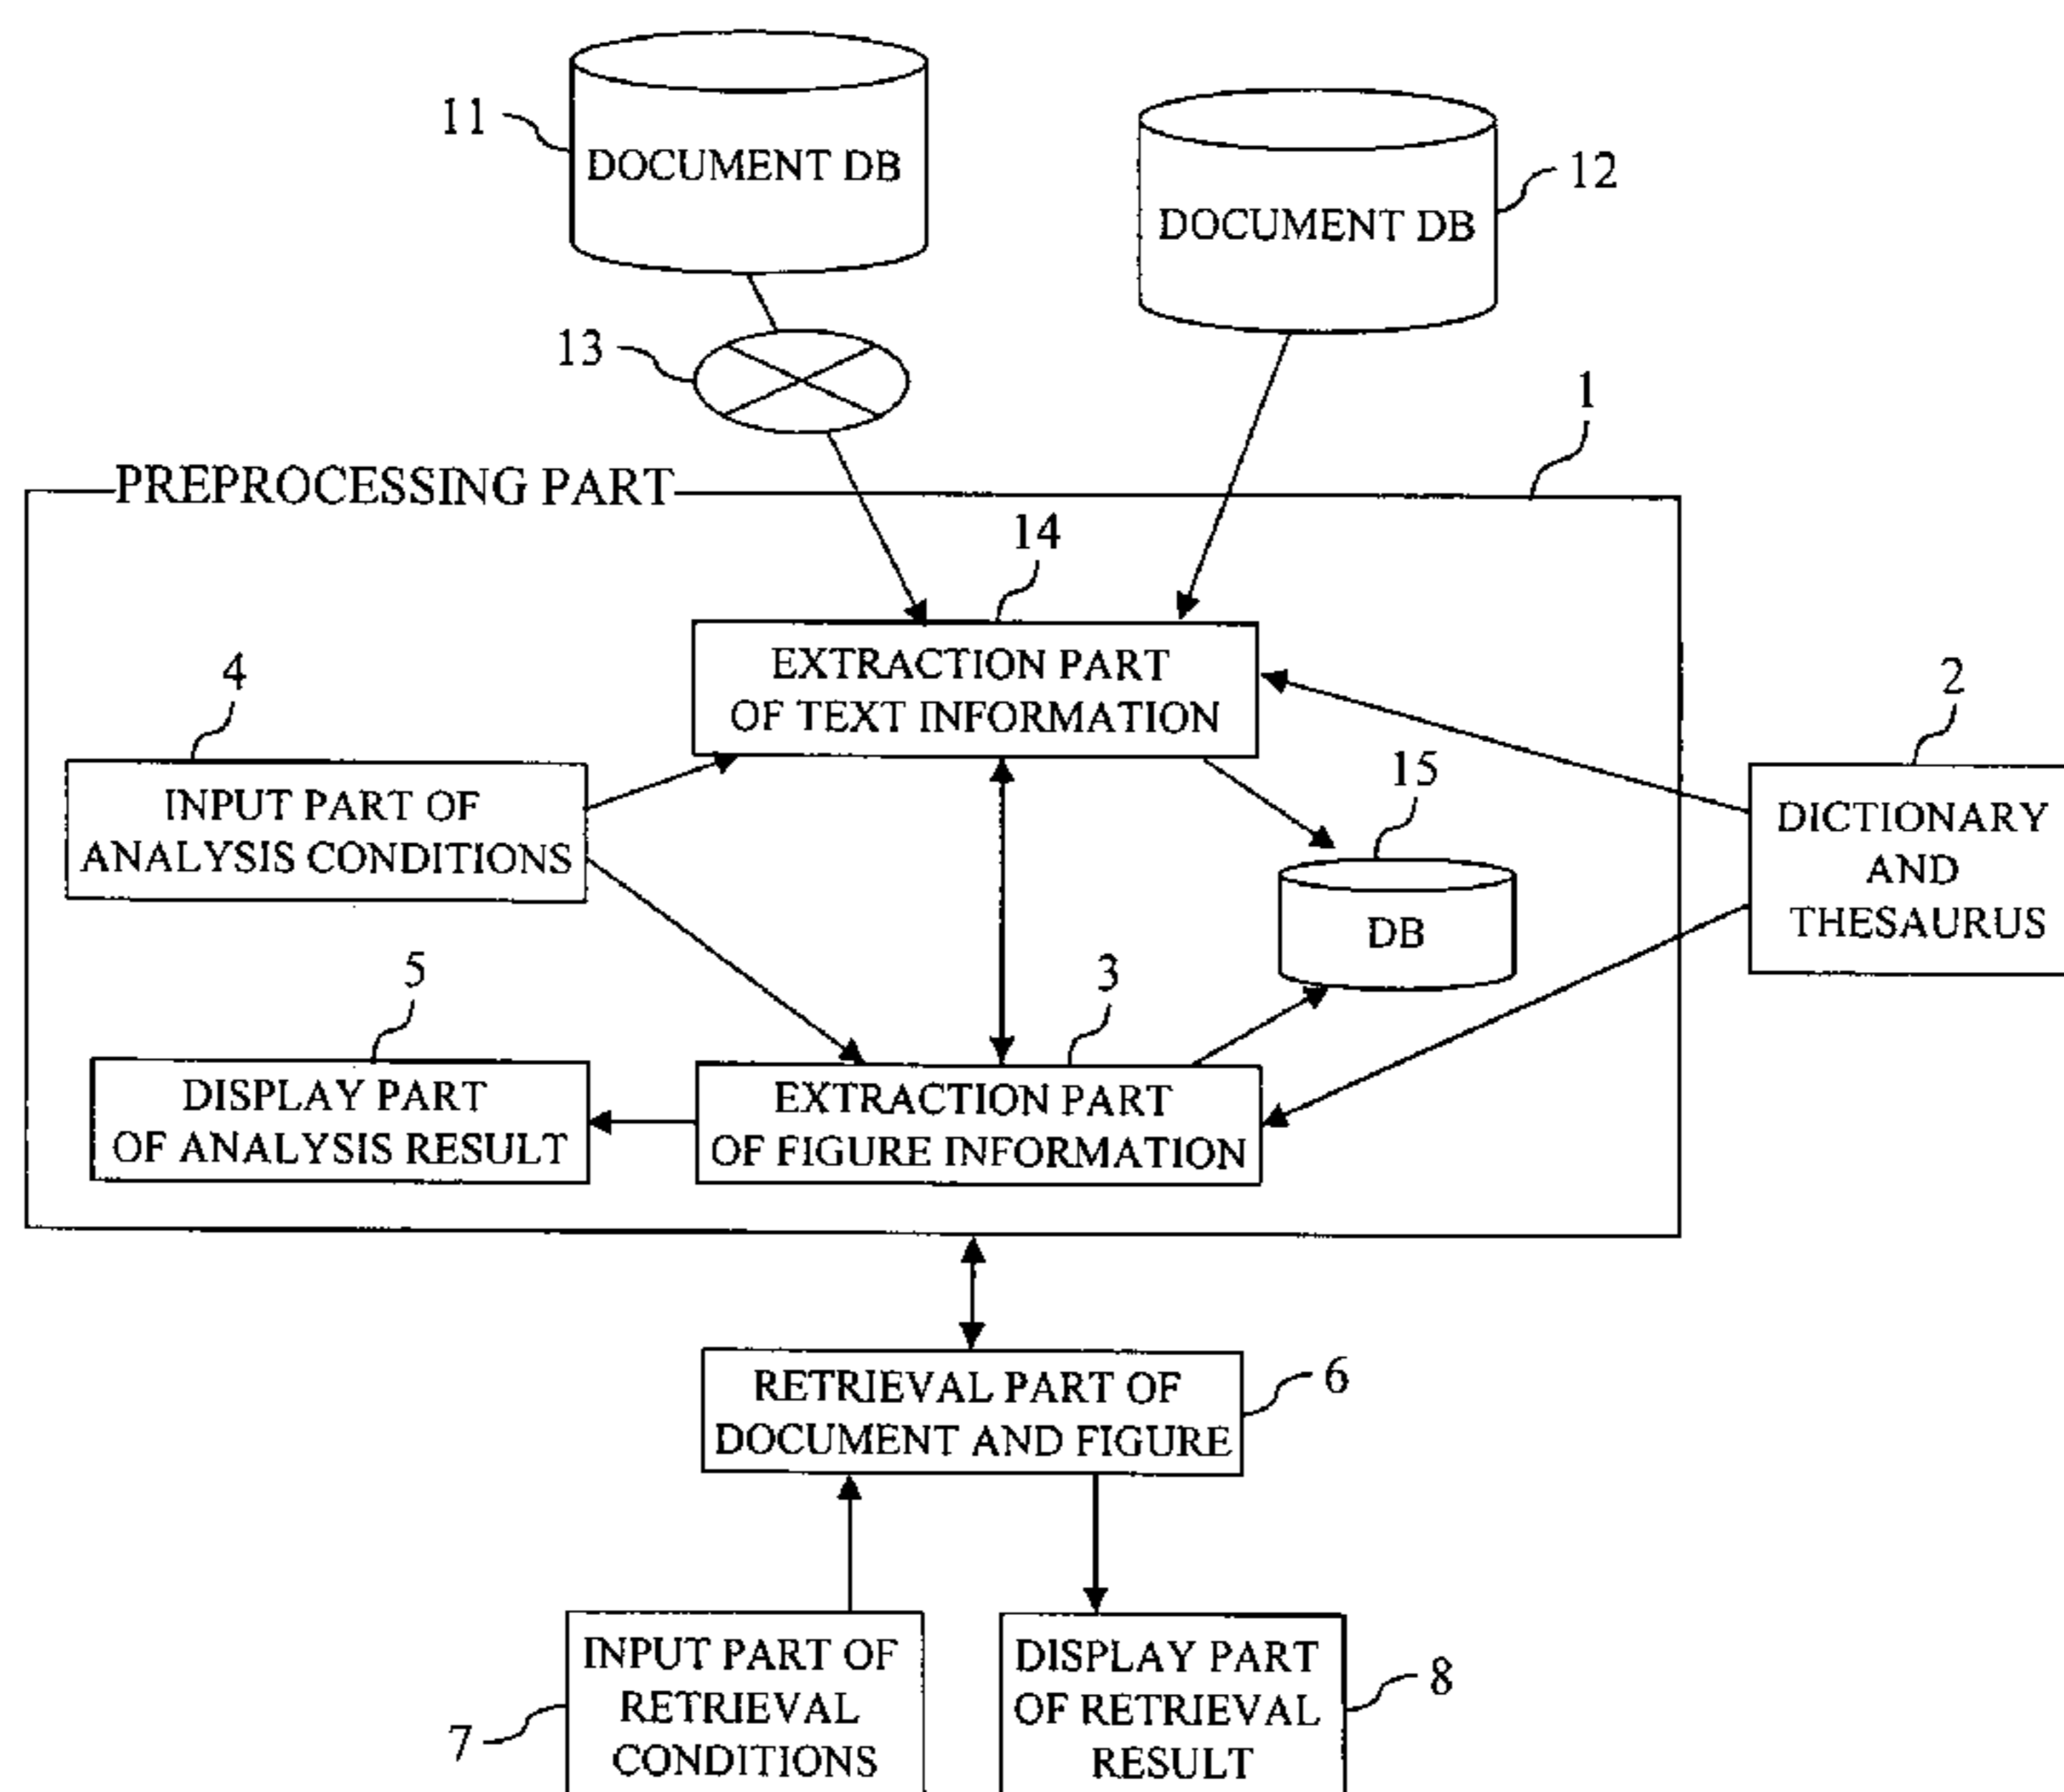 11
DOCUMENT DB
12
DOCUMENT DB
13
1
PREPROCESSING PART
14
EXTRACTION PART
OF TEXT INFORMATION
4
INPUT PART OF
ANALYSIS CONDITIONS
2
DICTIONARY
AND
THESAURUS
15
DB
5
DISPLAY PART
OF ANALYSIS RESULT
3
EXTRACTION PART
OF FIGURE INFORMATION
6
RETRIEVAL PART OF
DOCUMENT AND FIGURE
7
INPUT PART OF
RETRIEVAL
CONDITIONS
8
DISPLAY PART
OF RETRIEVAL
RESULT